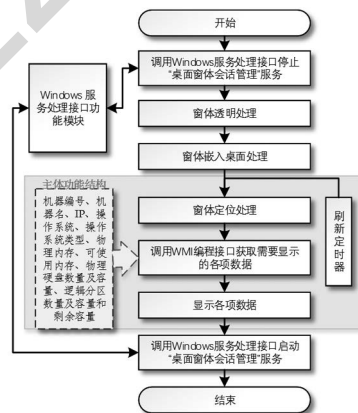 开始
调用Windows服务处理接口停止
“桌面窗体会话管理”服务
Windows 服
务处理接口功
能模块
窗体透明处理
窗体嵌入桌面处理
主体功能结构
机器编号、机
器名、IP、操
作系统、操作
系统类型、物
理内存、可使
用内存、物理
硬盘数量及容
量、逻辑分区
数量及容量和
剩余容量
窗体定位处理
调用WMI编程接口获取需要显示
的各项数据
显示各项数据
刷
新
定
时
器
调用Windows服务处理接口启动
“桌面窗体会话管理”服务
结束